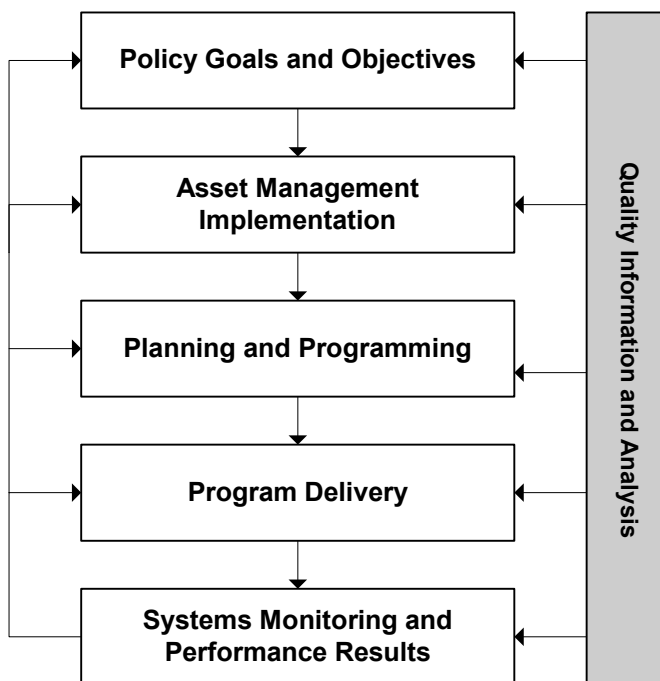 Policy Goals and Objectives
Asset Management
Implementation
Planning and Programming
Program Delivery
Systems Monitoring and
Performance Results
Quality Information and Analysis